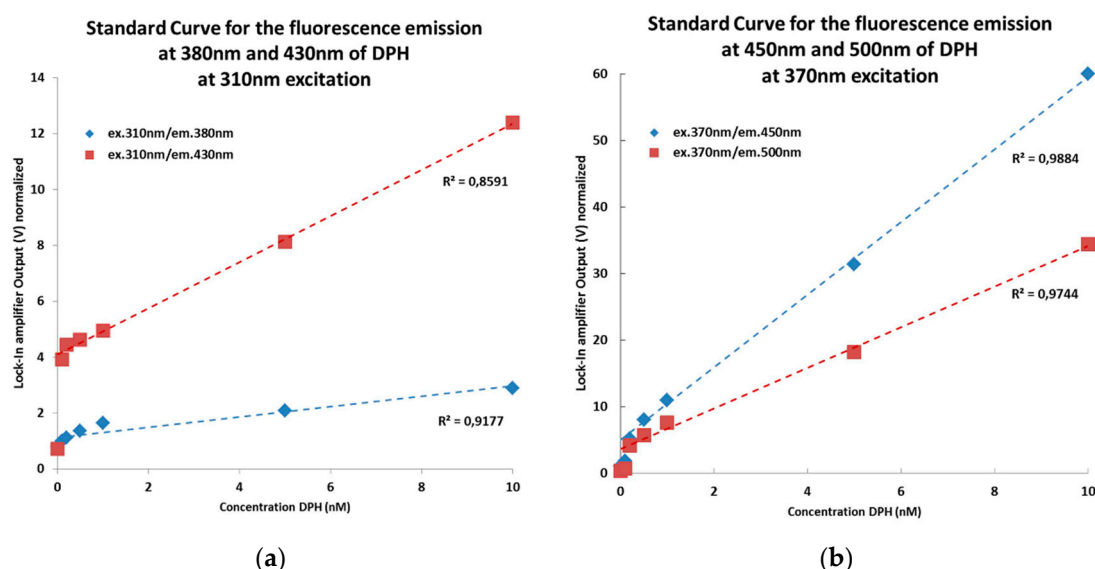 Standard Curve for the fluorescence emission
at 380nm and 430nm of DPH
at 310nm excitation
14
12
10
8
6
4
2
0
Lock-In amplifier Output (V) normalized
ex.310nm/em.380nm
ex.310nm/em.430nm
R² = 0,8591
R² = 0,9177
0
2
4
6
8
10
Concentration DPH (nM)
(a)
Standard Curve for the fluorescence emission
at 450nm and 500nm of DPH
at 370nm excitation
60
50
40
30
20
10
0
Lock-In amplifier Output (V) normalized
ex.370nm/em.450nm
ex.370nm/em.500nm
R² = 0,9884
R² = 0,9744
0
2
4
6
8
10
Concentration DPH (nM)
(b)